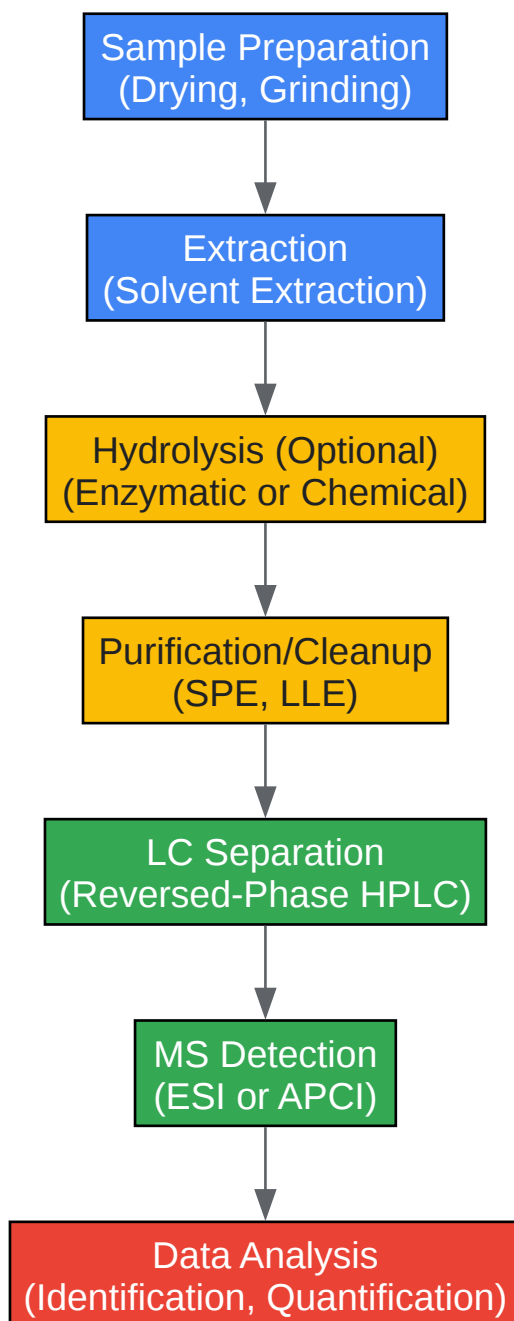 Sample Preparation
(Drying, Grinding)
Extraction
(Solvent Extraction)
Hydrolysis (Optional)
(Enzymatic or Chemical)
Purification/Cleanup
(SPE, LLE)
LC Separation
(Reversed-Phase HPLC)
MS Detection
(ESI or APCI)
Data Analysis
(Identification, Quantification)